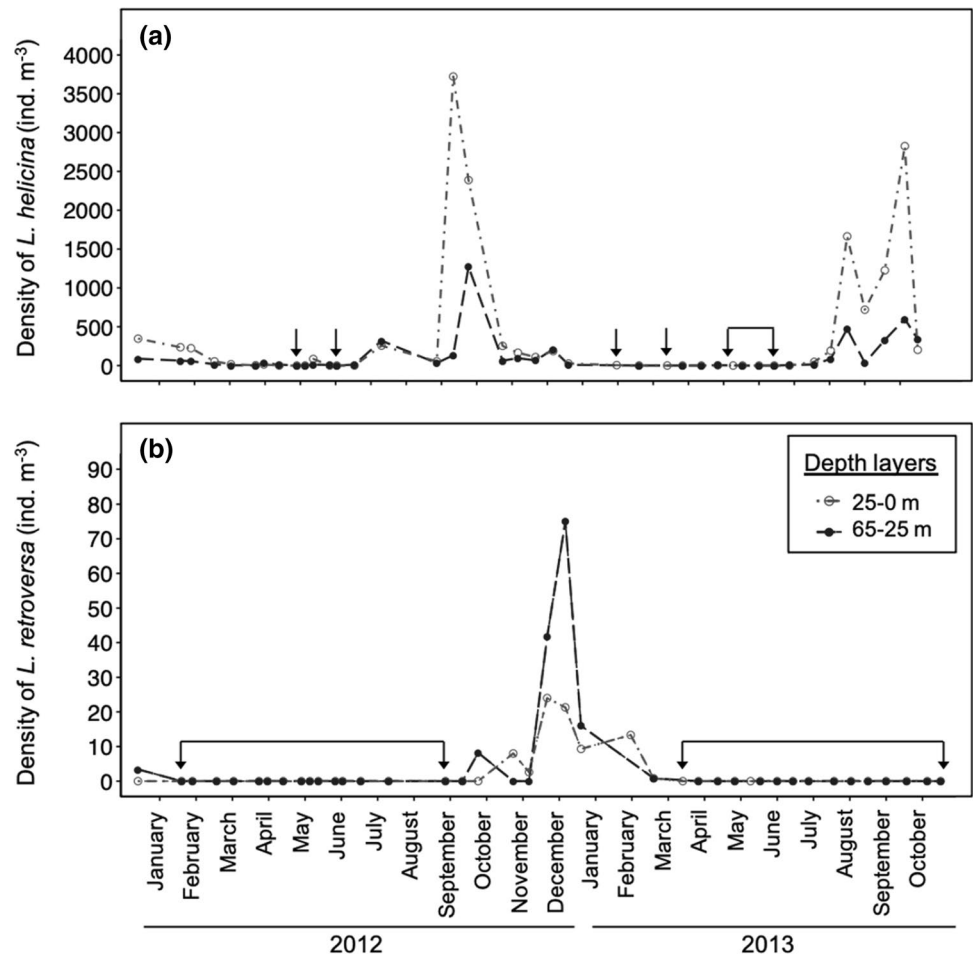 (a)
Density of L. helicina (ind. m-3)
4000
3500
3000
2500
2000
1500
1000
500
0
(b)
Density of L. retroversa (ind. m-3)
90
80
70
60
50
40
30
20
10
0
Depth layers
25-0 m
65-25 m
January
February
March
April
May
June
July
August
September
October
November
December
January
February
March
April
May
June
July
August
September
October
2012
2013